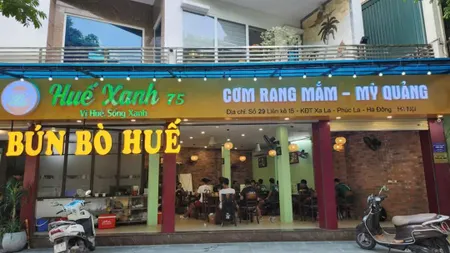 Huế Xanh 75
Vị Huế Sông Xanh
CƠM RANG MẮM - MỲ QUẢNG
Địa chỉ: Số 29 Liền kề 15 - KĐT Xa La - Phúc La - Hà Đông Hà Nội
BÚN BÒ HUẾ